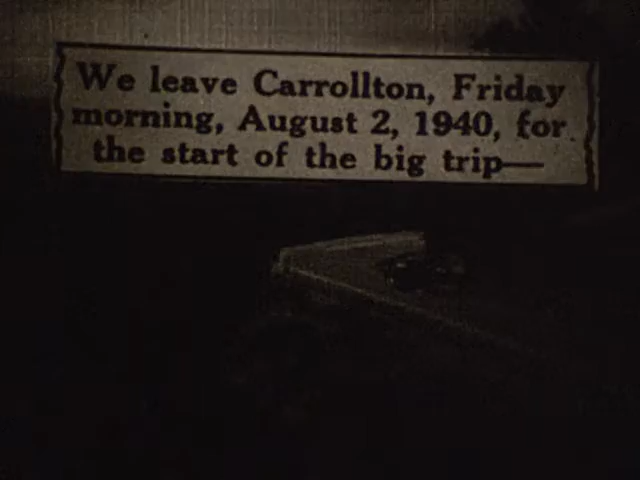 We leave Carrollton, Friday
morning, August 2, 1940, for
the start of the big trip—